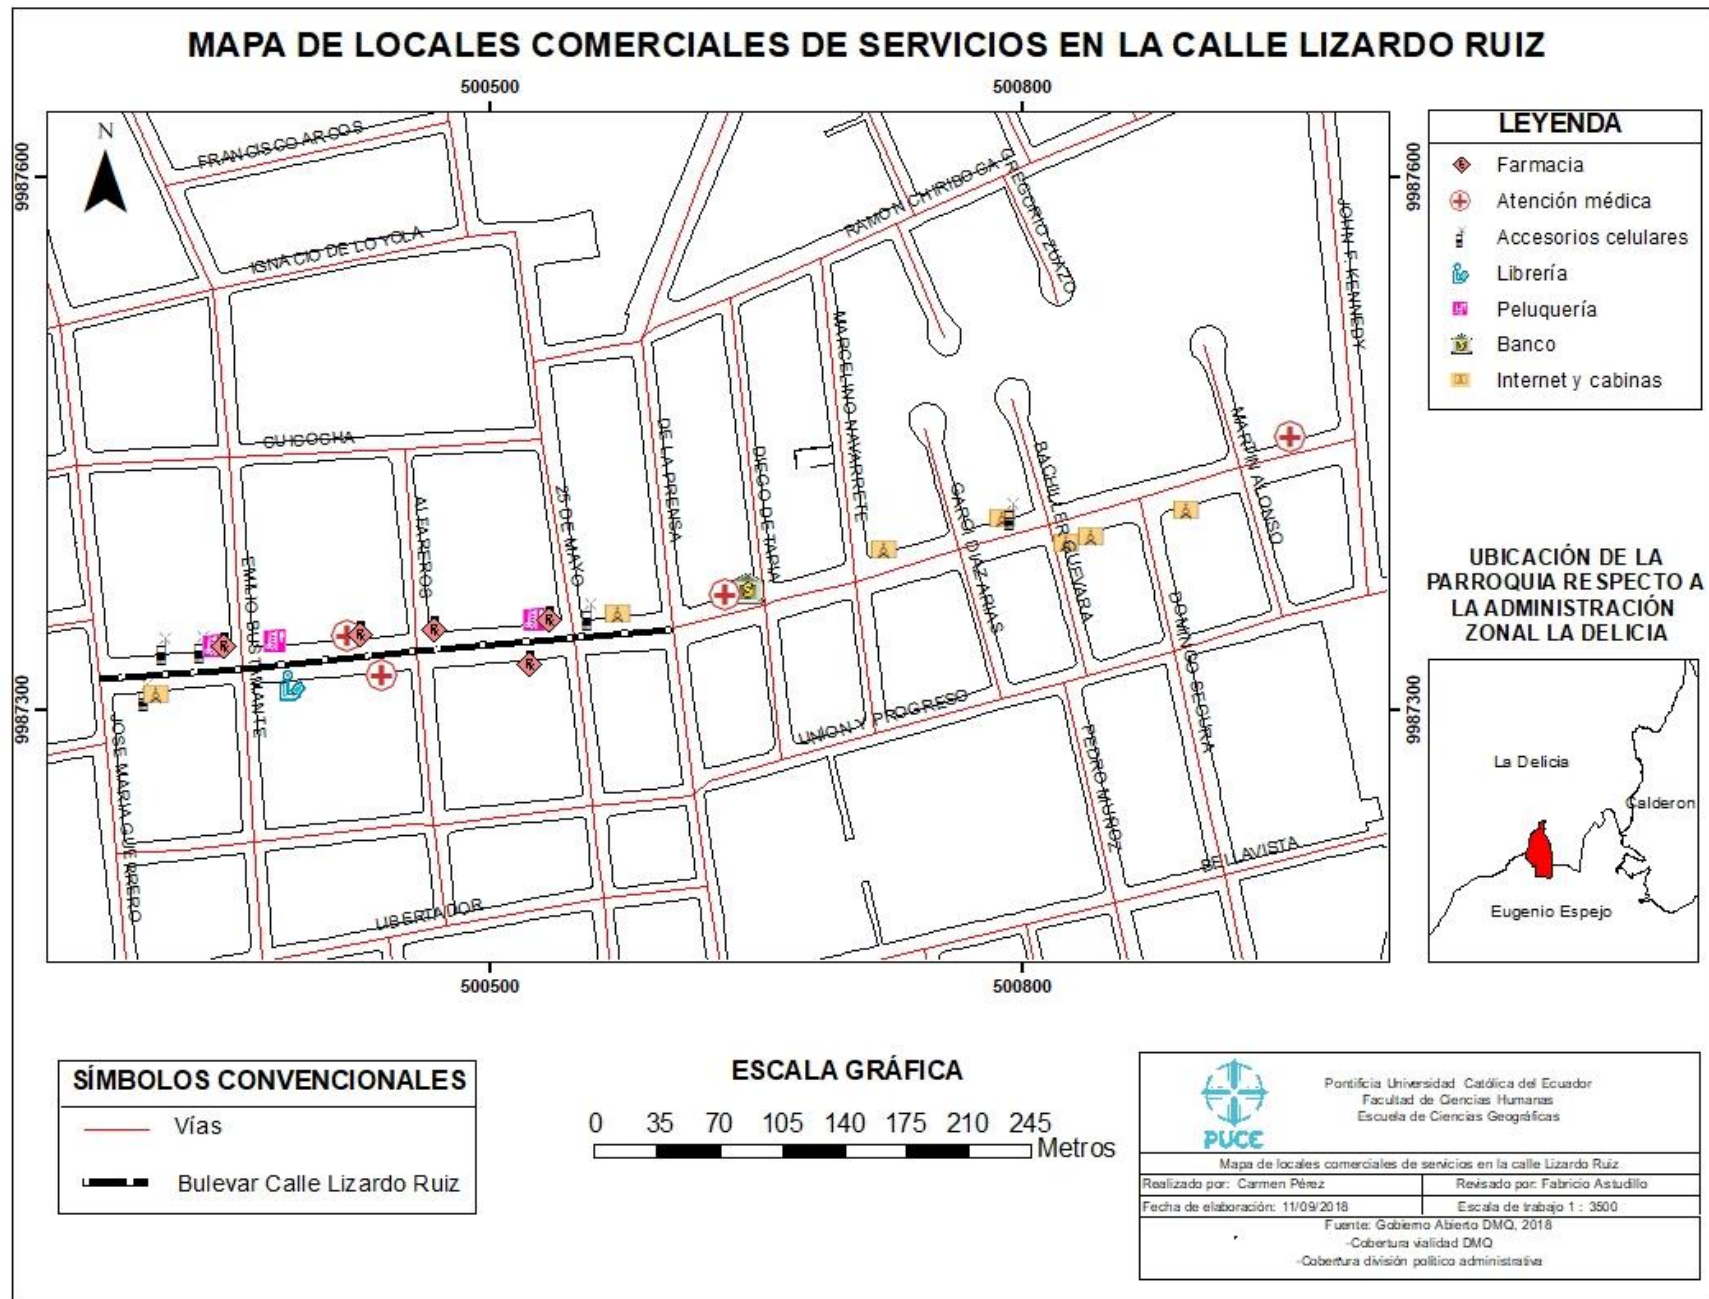 MAPA DE LOCALES COMERCIALES DE SERVICIOS EN LA CALLE LIZARDO RUIZ
500500
500800
9987600
9987600
9987300
9987300
N
FRANCISCO ARCOS
IGNACIO DE LOYOLA
RAMON CHIRIBOGA
GREGORIO ZUAZO
JOHN F. KENNEDY
CUICOCHA
ALFAREROS
25 DE MAYO
DE LA PRENSA
DIEGO DE TAPIA
MARCELINO NAVARRETE
GARCI DIAZ ARIAS
BACHILLER GUEVARA
MARTIN ALONSO
EMILIO BUSTAMANTE
JOSE MARIA GUERRERO
UNION Y PROGRESO
DOMINGO SEGURA
PEDRO MUÑOZ
BELLAVISTA
LIBERTADOR
500500
500800
LEYENDA
Farmacia
Atención médica
Accesorios celulares
Librería
Peluquería
Banco
Internet y cabinas
UBICACIÓN DE LA
PARROQUIA RESPECTO A
LA ADMINISTRACIÓN
ZONAL LA DELICIA
La Delicia
Calderon
Eugenio Espejo
SÍMBOLOS CONVENCIONALES
Vías
Bulevar Calle Lizardo Ruiz
ESCALA GRÁFICA
0 35 70 105 140 175 210 245
Metros
PUCE
Pontificia Universidad Católica del Ecuador
Facultad de Ciencias Humanas
Escuela de Ciencias Geográficas
Mapa de locales comerciales de servicios en la calle Lizardo Ruiz
Realizado por: Carmen Pérez
Revisado por: Fabricio Astudillo
Fecha de elaboración: 11/09/2018
Escala de trabajo 1 : 3500
Fuente: Gobierno Abierto DMQ, 2018
-Cobertura vialidad DMQ
-Cobertura división político administrativa